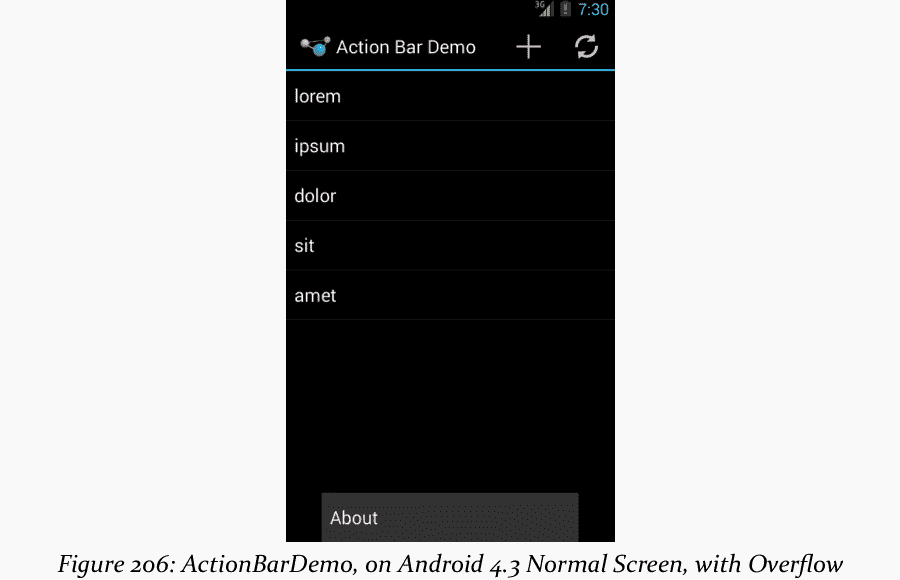 3G 7:30
Action Bar Demo
lorem
ipsum
dolor
sit
amet
About
Figure 206: ActionBarDemo, on Android 4.3 Normal Screen, with Overflow